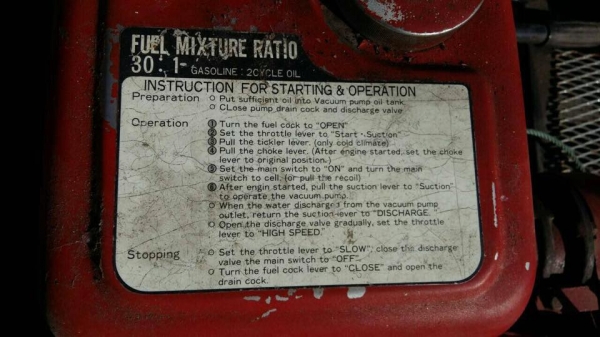 FUEL MIXTURE RATIO
30:1- GASOLINE : 2CYCLE OIL
INSTRUCTION FOR STARTING & OPERATION
Preparation ○ Put sufficient oil into Vacuum pump oil tank.
○ CLose pump drain cock and discharge valve
Operation ① Turn the fuel cock to "OPEN"
② Set the throttle lever to "Start - Suction"
③ Pull the tickler lever. (only cold climate)
④ Pull the choke lever. (After engine started, set the choke
lever to original position.)
⑤ Set the main switch to "ON" and turn the main
switch to cell. (or pull the recoil)
⑥ After engin started, pull the suction lever to "Suction"
to operate the vacuum pump.
○ When the water discharged from the vacuum pump
outlet, return the suction lever to "DISCHARGE.
○ Open the discharge valve gradually, set the throttle
lever to "HIGH SPEED."
Stopping ○ Set the throttle lever to "SLOW", close the discharge
valve the main switch to "OFF".
○ Turn the fuel cock lever to "CLOSE" and open the
drain cock.